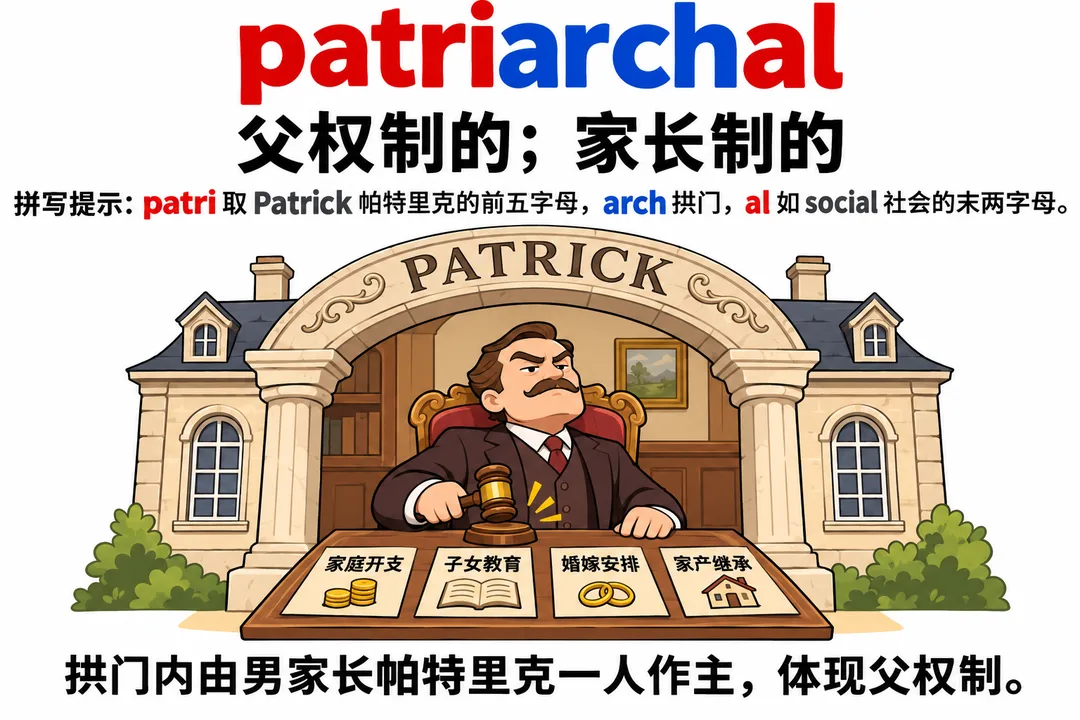 patriarchal
父权制的；家长制的
拼写提示：patri 取 Patrick 帕特里克的前五字母，arch 拱门，al 如 social 社会的末两字母。
PATRICK
家庭开支
子女教育
婚嫁安排
家产继承
拱门内由男家长帕特里克一人作主，体现父权制。